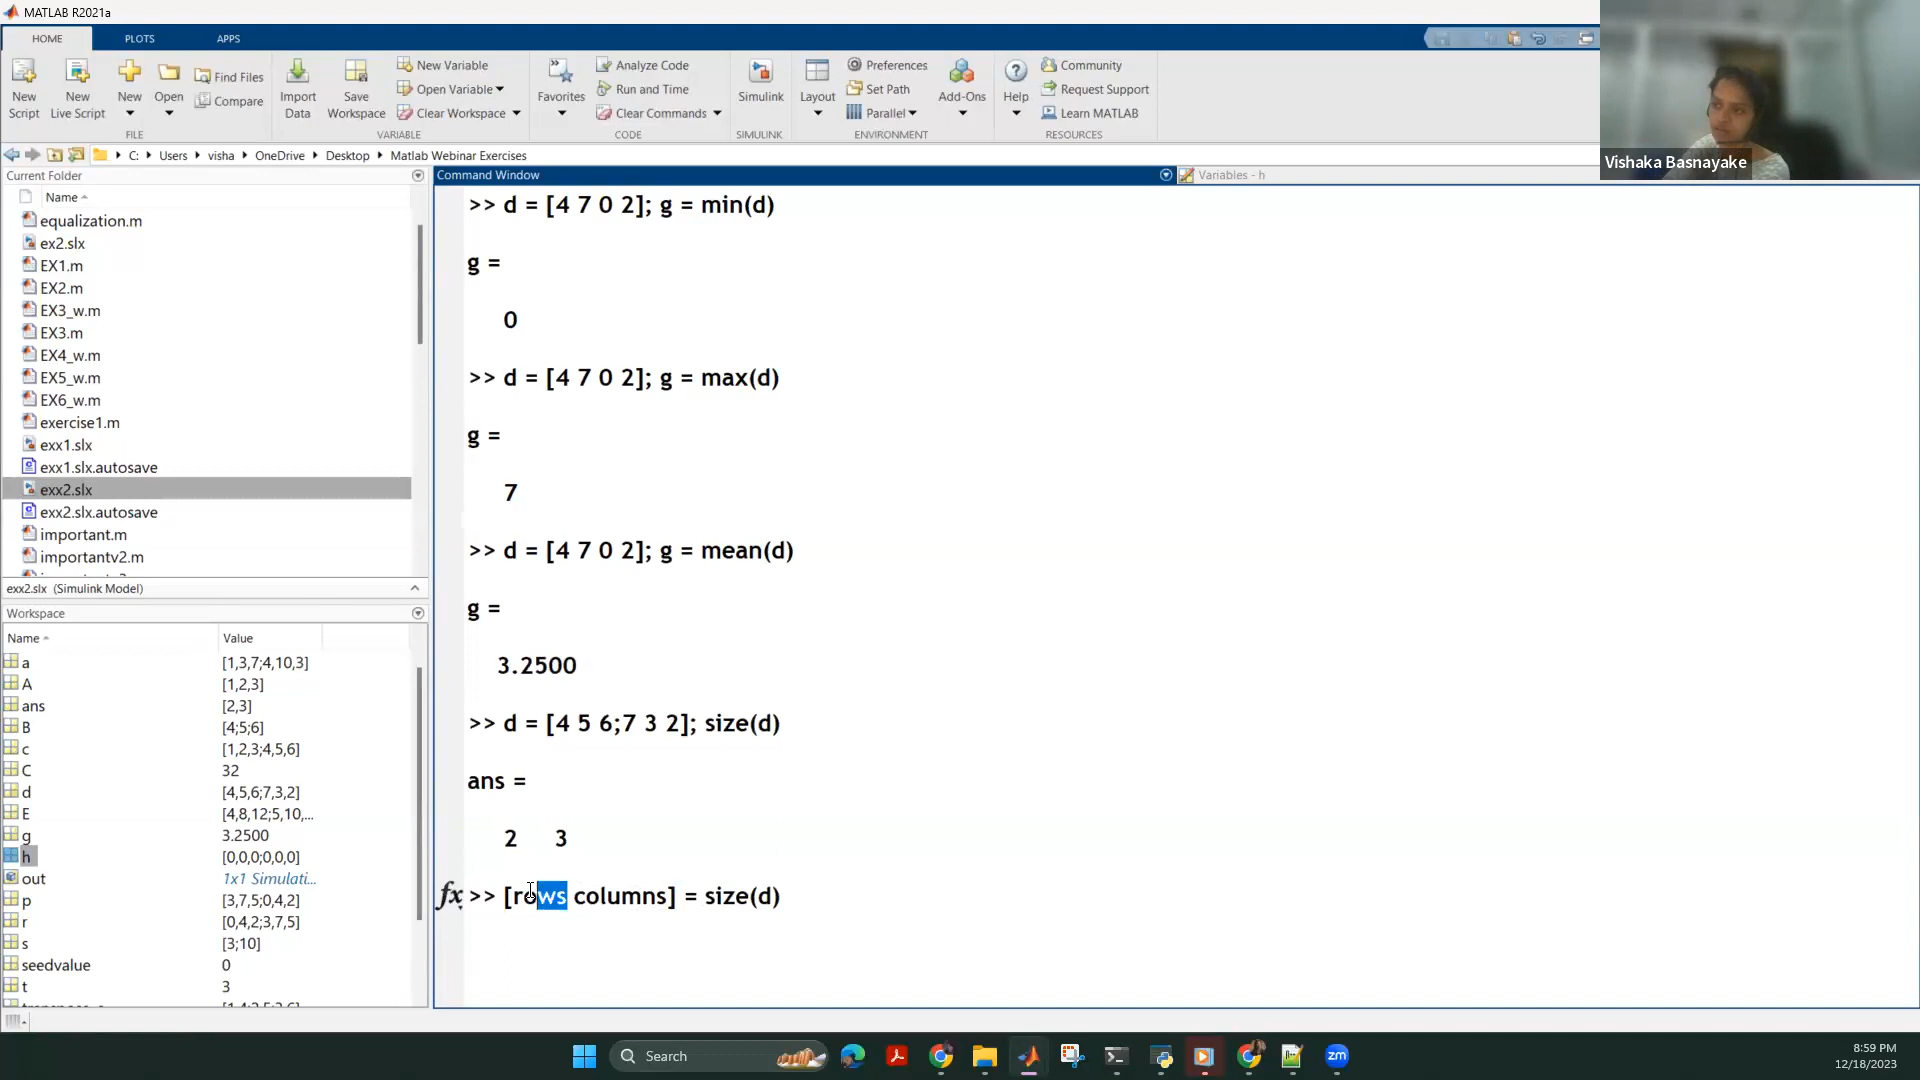 MATLAB R2021a
HOME PLOTS APPS
New Script
New Live Script
New
Open
Find Files
Compare
FILE
Import Data
Save Workspace
New Variable
Open Variable
Clear Workspace
VARIABLE
Favorites
Analyze Code
Run and Time
Clear Commands
CODE
Simulink
SIMULINK
Layout
Preferences
Set Path
Parallel
Add-Ons
ENVIRONMENT
Help
Community
Request Support
Learn MATLAB
RESOURCES
Vishaka Basnayake
C: Users visha OneDrive Desktop Matlab Webinar Exercises
Current Folder
Name
equalization.m
ex2.slx
EX1.m
EX2.m
EX3_w.m
EX3.m
EX4_w.m
EX5_w.m
EX6_w.m
exercise1.m
exx1.slx
exx1.slx.autosave
exx2.slx
exx2.slx.autosave
important.m
importantv2.m
exx2.slx (Simulink Model)
Workspace
Name Value
a [1,3,7;4,10,3]
A [1,2,3]
ans [2,3]
B [4;5;6]
c [1,2,3;4,5,6]
C 32
d [4,5,6;7,3,2]
E [4,8,12;5,10,...
g 3.2500
h [0,0,0;0,0,0]
out 1x1 Simulati...
p [3,7,5;0,4,2]
r [0,4,2;3,7,5]
s [3;10]
seedvalue 0
t 3
Command Window
Variables - h
>> d = [4 7 0 2]; g = min(d)
g =
0
>> d = [4 7 0 2]; g = max(d)
g =
7
>> d = [4 7 0 2]; g = mean(d)
g =
3.2500
>> d = [4 5 6;7 3 2]; size(d)
ans =
2 3
fx >> [rows columns] = size(d)
Search
zm
8:59 PM
12/18/2023